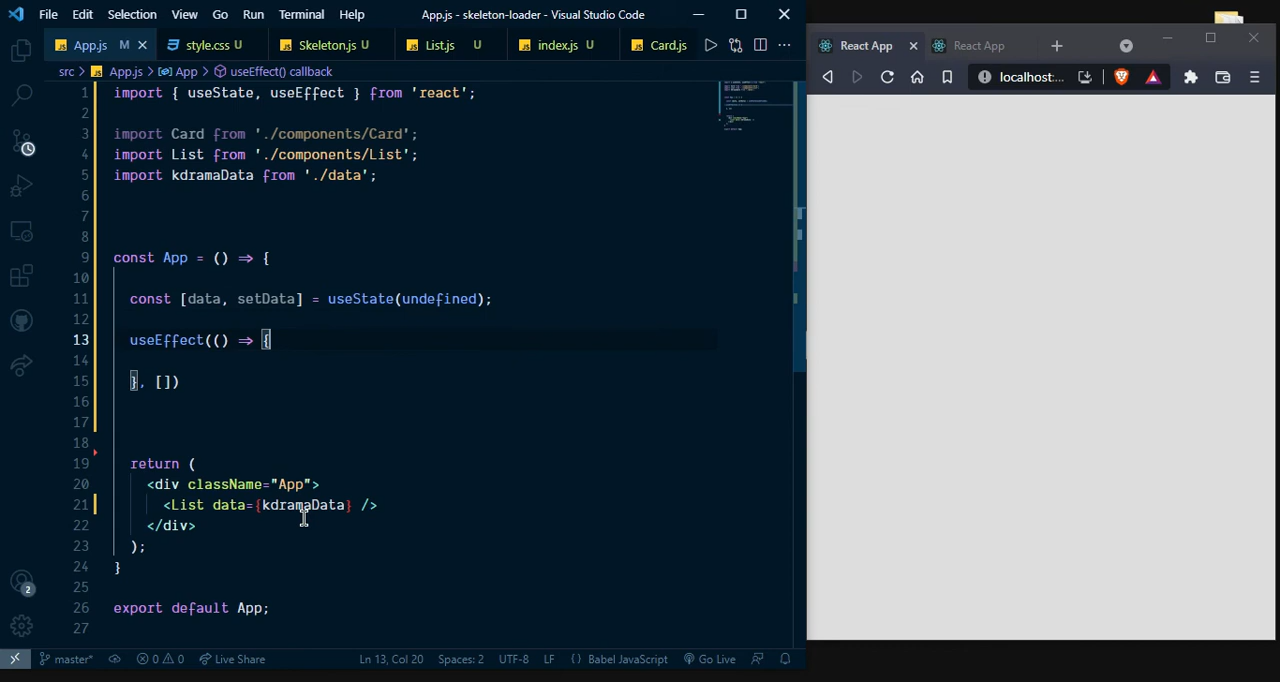 File Edit Selection View Go Run Terminal Help App.js - skeleton-loader - Visual Studio Code
App.js M style.css U Skeleton.js U List.js U index.js U Card.js
src > App.js > App > useEffect() callback
1 import { useState, useEffect } from 'react';
2
3 import Card from './components/Card';
4 import List from './components/List';
5 import kdramaData from './data';
6
7
8
9 const App = () => {
10
11 const [data, setData] = useState(undefined);
12
13 useEffect(() => {
14
15 }, [])
16
17
18
19 return (
20 <div className="App">
21 <List data={kdramaData} />
22 </div>
23 );
24 }
25
26 export default App;
27
2
master* 0 0 Live Share Ln 13, Col 20 Spaces: 2 UTF-8 LF Babel JavaScript Go Live
React App React App
localhost:...